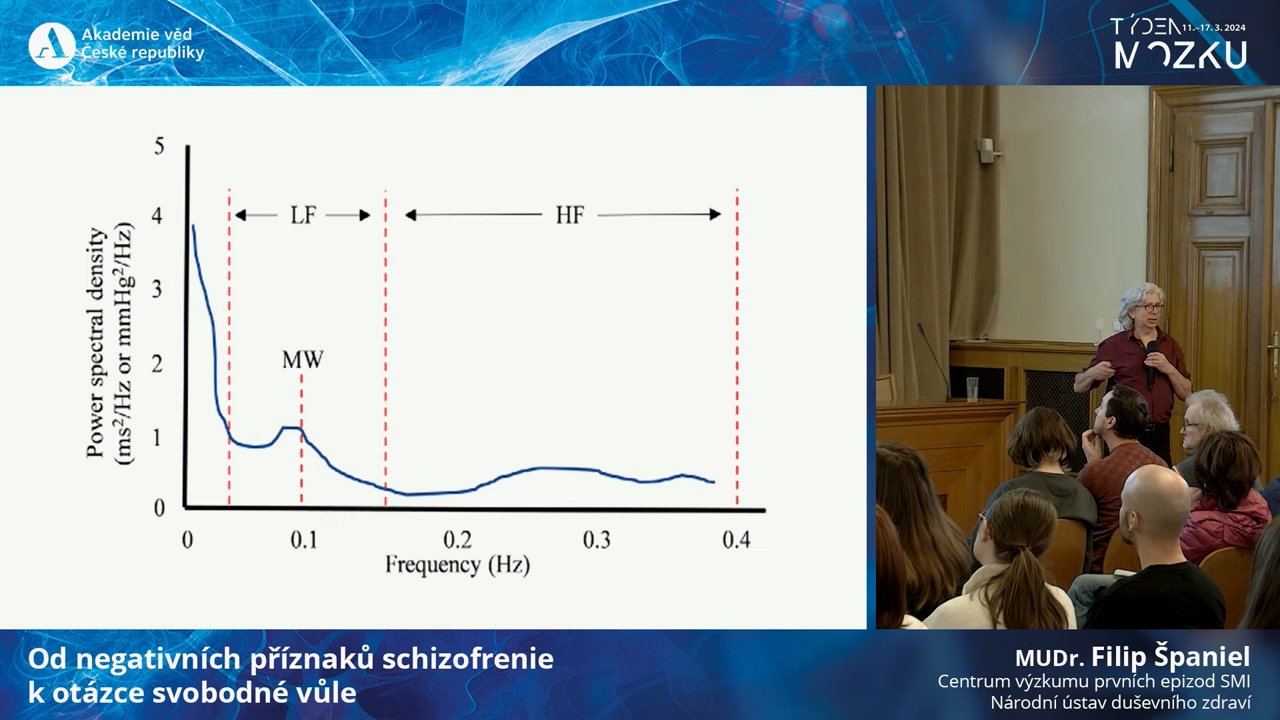 Akademie věd
České republiky
TÝDEN 11.–17. 3. 2024
MOZKU
5
4
3
2
1
0
Power spectral density
(ms²/Hz or mmHg²/Hz)
LF
HF
MW
0 0.1 0.2 0.3 0.4
Frequency (Hz)
Od negativních příznaků schizofrenie
k otázce svobodné vůle
MUDr. Filip Španiel
Centrum výzkumu prvních epizod SMI
Národní ústav duševního zdraví